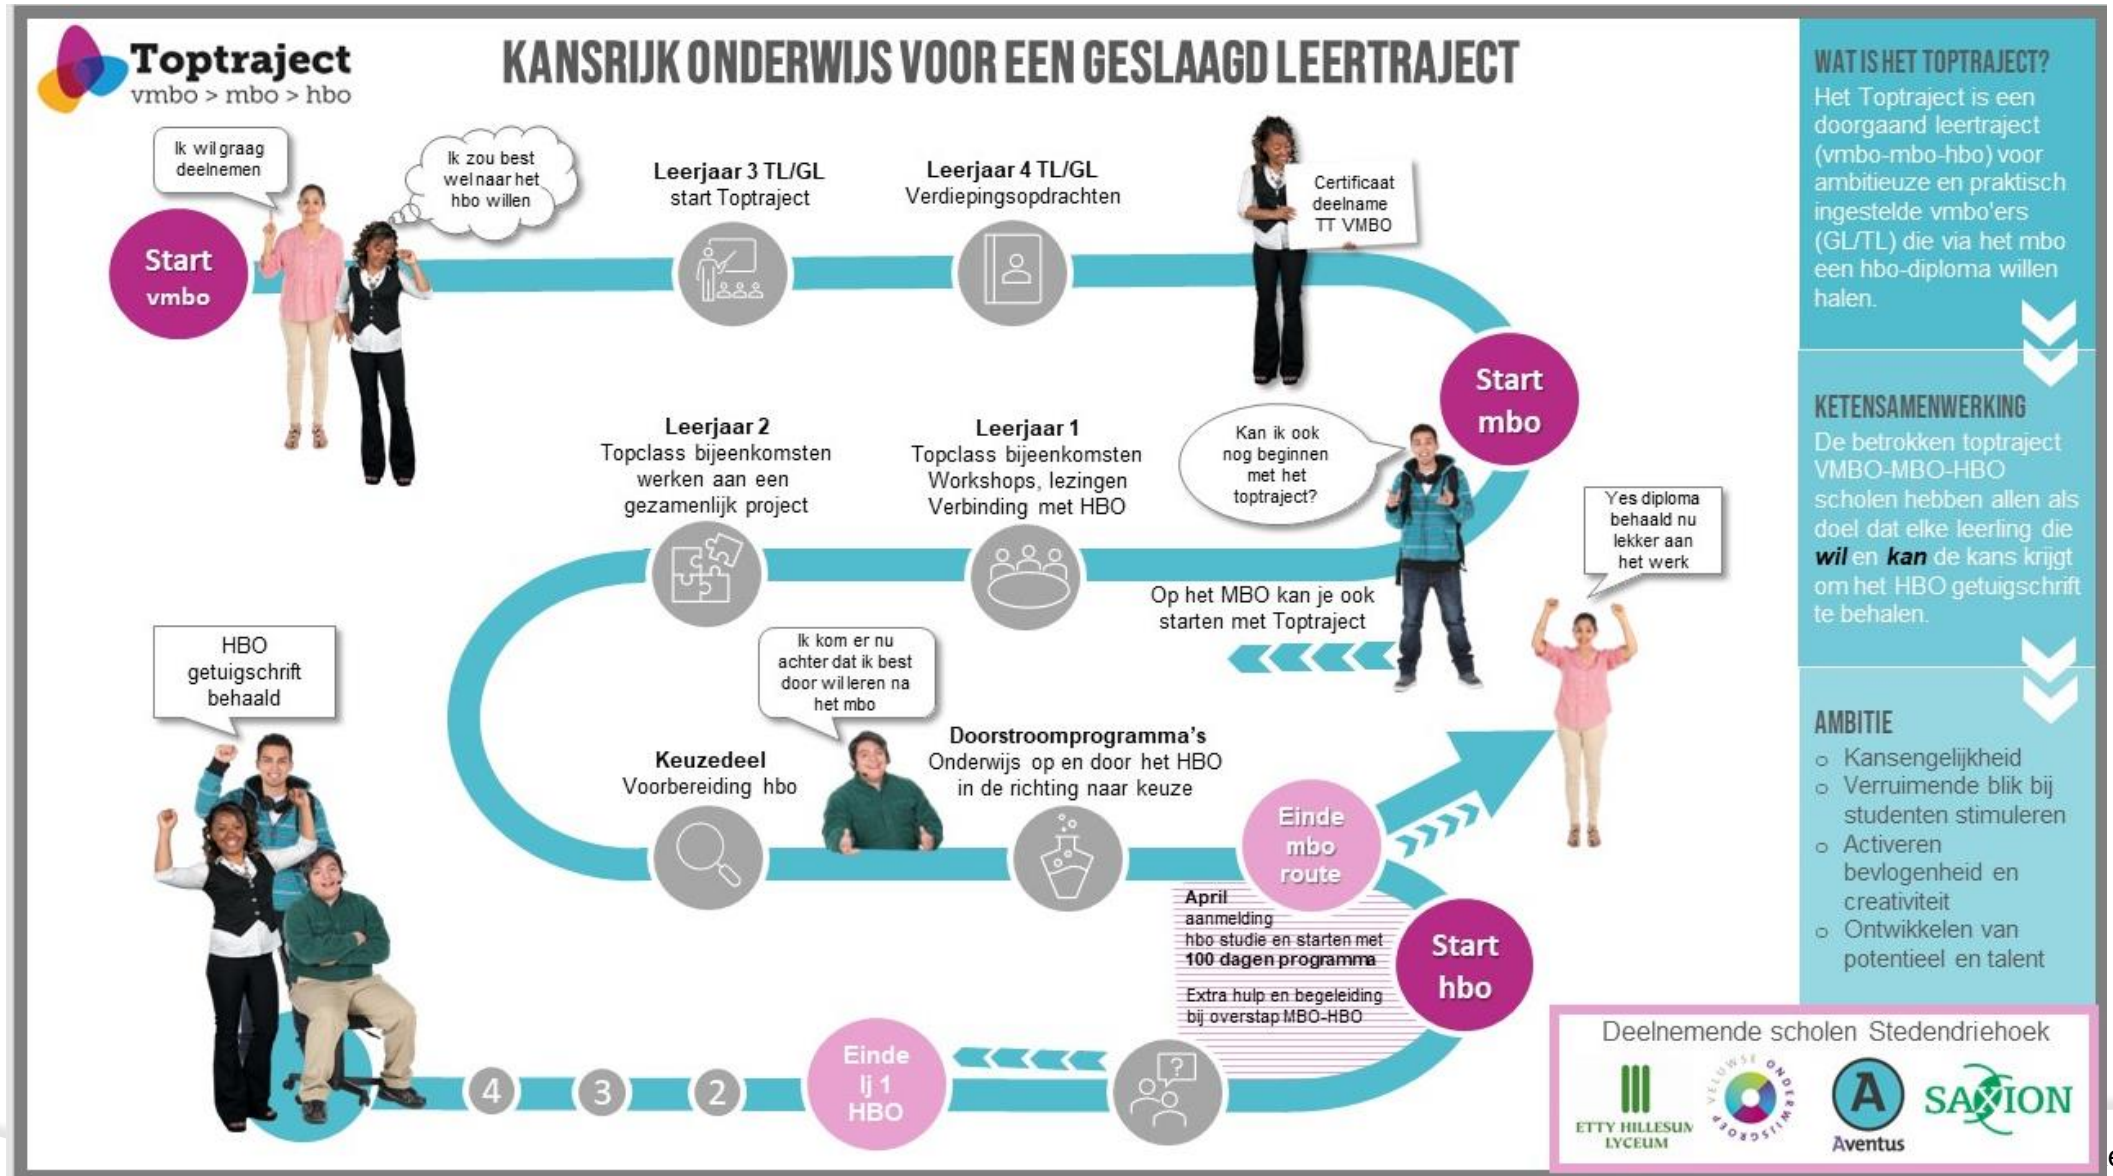 Toptraject
vmbo > mbo > hbo
KANSRIJK ONDERWIJS VOOR EEN GESLAAGD LEERTRAJECT
Ik wil graag
deelnemen
Ik zou best
wel naar het
hbo willen
Start
vmbo
Leerjaar 3 TL/GL
start Toptraject
Leerjaar 4 TL/GL
Verdiepingsopdrachten
Certificaat
deelname
TT VMBO
Start
mbo
Kan ik ook
nog beginnen
met het
toptraject?
Op het MBO kan je ook
starten met Toptraject
Leerjaar 1
Topclass bijeenkomsten
Workshops, lezingen
Verbinding met HBO
Leerjaar 2
Topclass bijeenkomsten
werken aan een
gezamenlijk project
Keuzedeel
Voorbereiding hbo
Ik kom er nu
achter dat ik best
door wil leren na
het mbo
Doorstroomprogramma's
Onderwijs op en door het HBO
in de richting naar keuze
Einde
mbo
route
Yes diploma
behaald nu
lekker aan
het werk
April
aanmelding
hbo studie en starten met
100 dagen programma
Extra hulp en begeleiding
bij overstap MBO-HBO
Start
hbo
?
Einde
lj 1
HBO
2
3
4
HBO
getuigschrift
behaald
WAT IS HET TOPTRAJECT?
Het Toptraject is een
doorgaand leertraject
(vmbo-mbo-hbo) voor
ambitieuze en praktisch
ingestelde vmbo'ers
(GL/TL) die via het mbo
een hbo-diploma willen
halen.
KETENSAMENWERKING
De betrokken toptraject
VMBO-MBO-HBO
scholen hebben allen als
doel dat elke leerling die
wil en kan de kans krijgt
om het HBO getuigschrift
te behalen.
AMBITIE
o Kansengelijkheid
o Verruimende blik bij
studenten stimuleren
o Activeren
bevlogenheid en
creativiteit
o Ontwikkelen van
potentieel en talent
Deelnemende scholen Stedendriehoek
ETTY HILLESUM
LYCEUM
VELUWSE ONDERWIJSGROEP
A
Aventus
SAXION